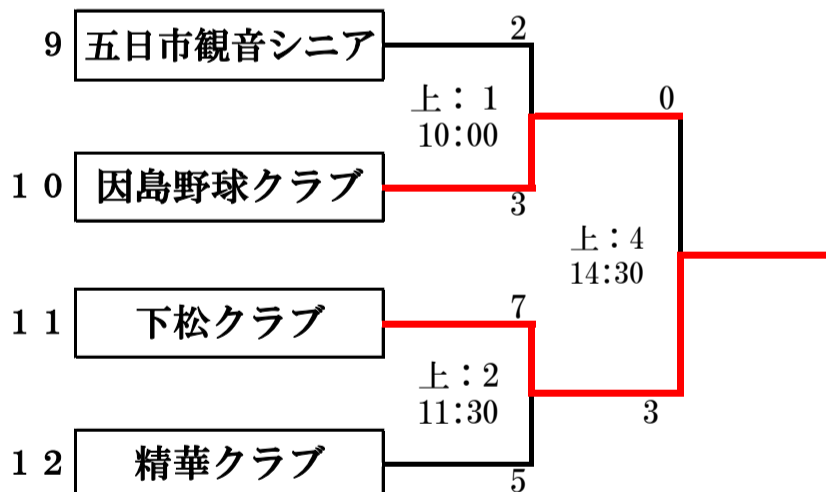 ９ 五日市観音シニア
2
上：1
10:00
0
１０ 因島野球クラブ
3
上：4
14:30
１１ 下松クラブ
7
上：2
11:30
3
１２ 精華クラブ
5